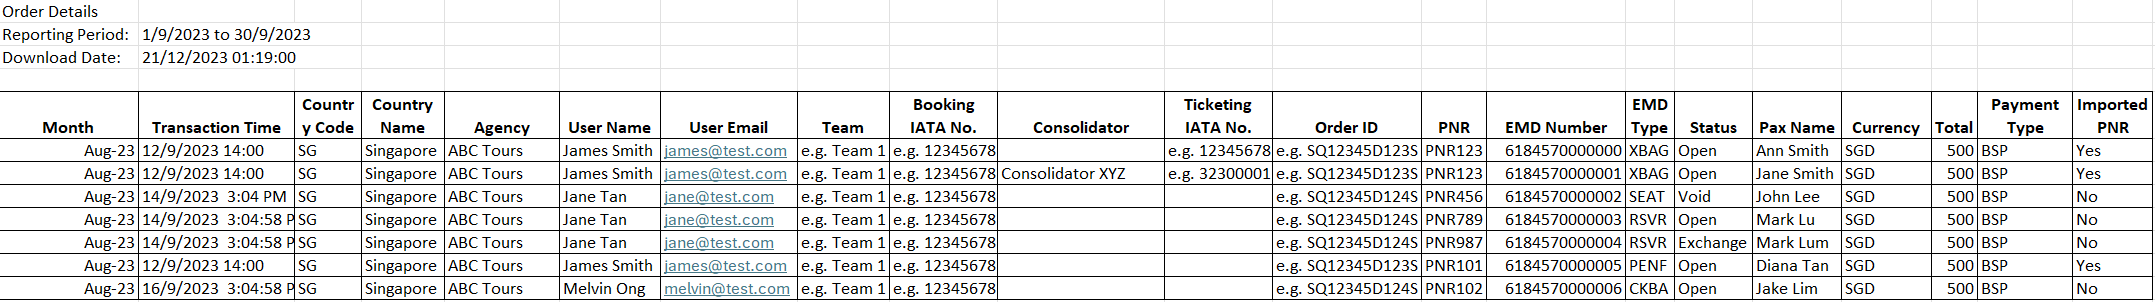 Order Details
Reporting Period: 1/9/2023 to 30/9/2023
Download Date: 21/12/2023 01:19:00
Month Transaction Time Country Code Country Name Agency User Name User Email Team Booking IATA No. Consolidator Ticketing IATA No. Order ID PNR EMD Number EMD Type Status Pax Name Currency Total Payment Type Imported PNR
Aug-23 12/9/2023 14:00 SG Singapore ABC Tours James Smith james@test.com e.g. Team 1 e.g. 12345678 e.g. 12345678 e.g. SQ12345D123S PNR123 6184570000000 XBAG Open Ann Smith SGD 500 BSP Yes
Aug-23 12/9/2023 14:00 SG Singapore ABC Tours James Smith james@test.com e.g. Team 1 e.g. 12345678 Consolidator XYZ e.g. 32300001 e.g. SQ12345D123S PNR123 6184570000001 XBAG Open Jane Smith SGD 500 BSP Yes
Aug-23 14/9/2023 3:04 PM SG Singapore ABC Tours Jane Tan jane@test.com e.g. Team 1 e.g. 12345678 e.g. SQ12345D124S PNR456 6184570000002 SEAT Void John Lee SGD 500 BSP No
Aug-23 14/9/2023 3:04:58 P SG Singapore ABC Tours Jane Tan jane@test.com e.g. Team 1 e.g. 12345678 e.g. SQ12345D124S PNR789 6184570000003 RSVR Open Mark Lu SGD 500 BSP No
Aug-23 14/9/2023 3:04:58 P SG Singapore ABC Tours Jane Tan jane@test.com e.g. Team 1 e.g. 12345678 e.g. SQ12345D124S PNR987 6184570000004 RSVR Exchange Mark Lum SGD 500 BSP No
Aug-23 12/9/2023 14:00 SG Singapore ABC Tours James Smith james@test.com e.g. Team 1 e.g. 12345678 e.g. SQ12345D123S PNR101 6184570000005 PENF Open Diana Tan SGD 500 BSP Yes
Aug-23 16/9/2023 3:04:58 P SG Singapore ABC Tours Melvin Ong melvin@test.com e.g. Team 1 e.g. 12345678 e.g. SQ12345D124S PNR102 6184570000006 CKBA Open Jake Lim SGD 500 BSP No